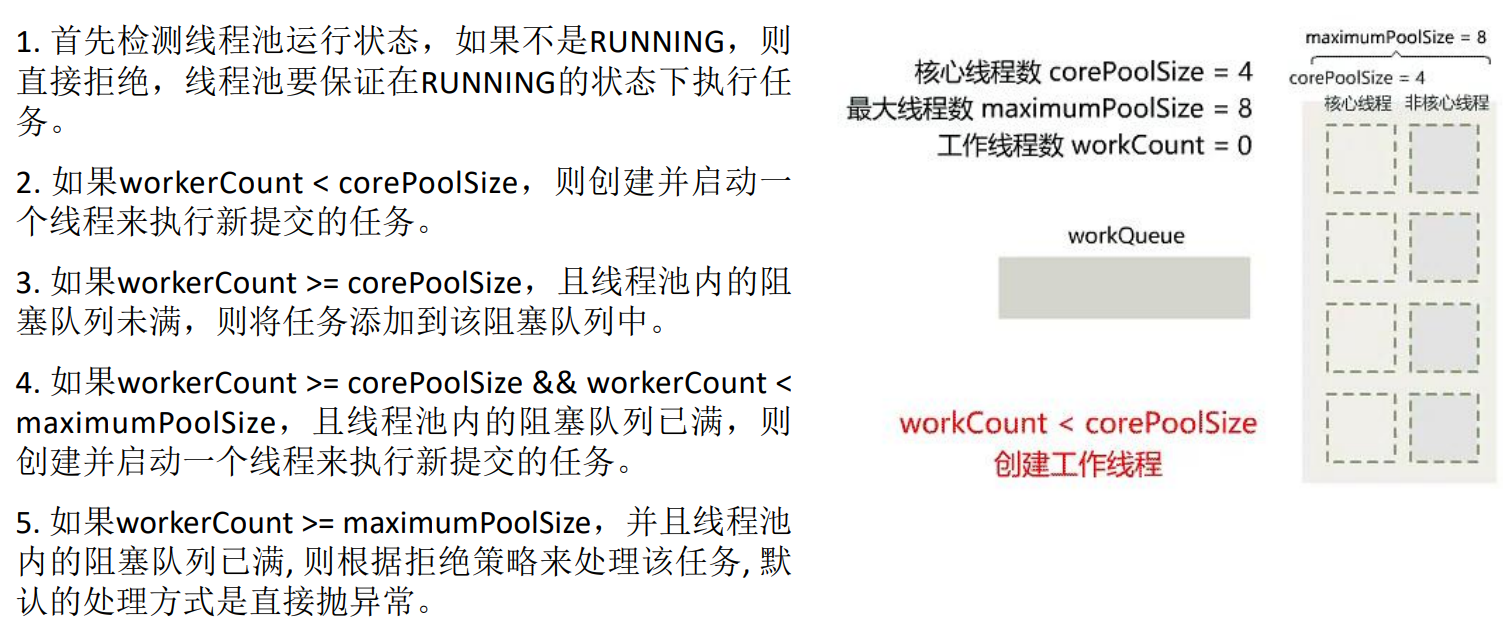 1. 首先检测线程池运行状态，如果不是RUNNING，则
直接拒绝，线程池要保证在RUNNING的状态下执行任
务。
2. 如果workerCount < corePoolSize，则创建并启动一
个线程来执行新提交的任务。
3. 如果workerCount >= corePoolSize，且线程池内的阻
塞队列未满，则将任务添加到该阻塞队列中。
4. 如果workerCount >= corePoolSize && workerCount <
maximumPoolSize，且线程池内的阻塞队列已满，则
创建并启动一个线程来执行新提交的任务。
5. 如果workerCount >= maximumPoolSize，并且线程池
内的阻塞队列已满, 则根据拒绝策略来处理该任务, 默
认的处理方式是直接抛异常。
核心线程数 corePoolSize = 4
最大线程数 maximumPoolSize = 8
工作线程数 workCount = 0
workQueue
workCount < corePoolSize
创建工作线程
maximumPoolSize = 8
corePoolSize = 4
核心线程 非核心线程